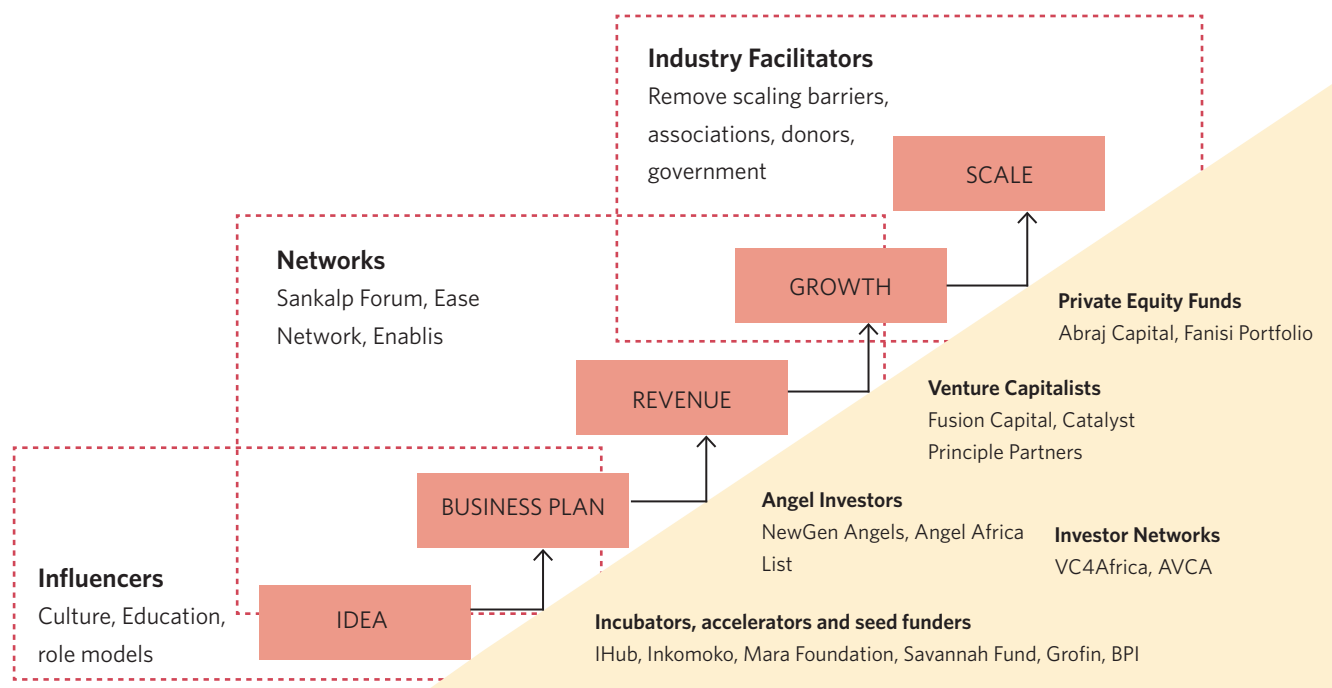 Industry Facilitators
Remove scaling barriers,
associations, donors,
government
SCALE
Networks
Sankalp Forum, Ease
Network, Enablis
GROWTH
Private Equity Funds
Abraj Capital, Fanisi Portfolio
REVENUE
Venture Capitalists
Fusion Capital, Catalyst
Principle Partners
BUSINESS PLAN
Angel Investors
NewGen Angels, Angel Africa
List
Investor Networks
VC4Africa, AVCA
Influencers
Culture, Education,
role models
IDEA
Incubators, accelerators and seed funders
IHub, Inkomoko, Mara Foundation, Savannah Fund, Grofin, BPI